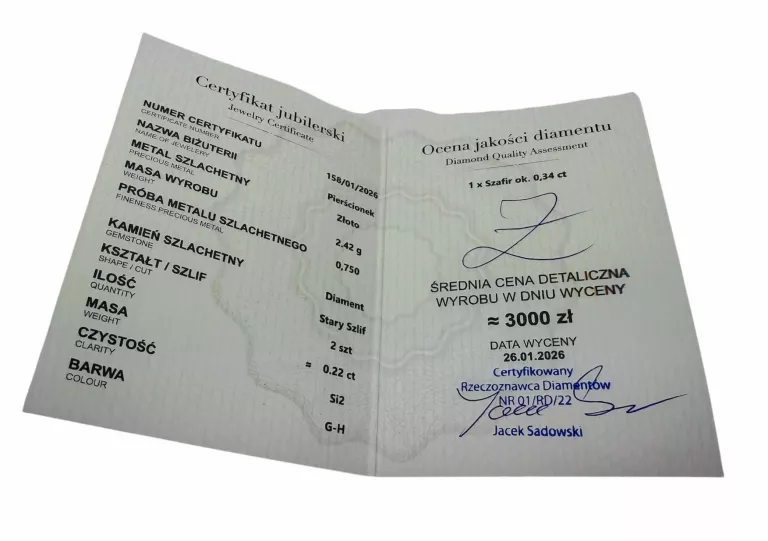 Certyfikat jubilerski
Jewelry Certificate
NUMER CERTYFIKATU
CERTIFICATE NUMBER
158/01/2026
NAZWA BIŻUTERII
NAME OF JEWELERY
Pierścionek
METAL SZLACHETNY
PRECIOUS METAL
Złoto
MASA WYROBU
WEIGHT
2.42 g
PRÓBA METALU SZLACHETNEGO
FINENESS PRECIOUS METAL
0,750
KAMIEŃ SZLACHETNY
GEMSTONE
Diament
KSZTAŁT / SZLIF
SHAPE / CUT
Stary Szlif
ILOŚĆ
QUANTITY
2 szt
MASA
WEIGHT
= 0.22 ct
CZYSTOŚĆ
CLARITY
Si2
BARWA
COLOUR
G-H
Ocena jakości diamentu
Diamond Quality Assessment
1 x Szafir ok. 0,34 ct
ŚREDNIA CENA DETALICZNA
WYROBU W DNIU WYCENY
≈ 3000 zł
DATA WYCENY
26.01.2026
Certyfikowany
Rzeczoznawca Diamentów
NR 01/RD/22
Jacek Sadowski